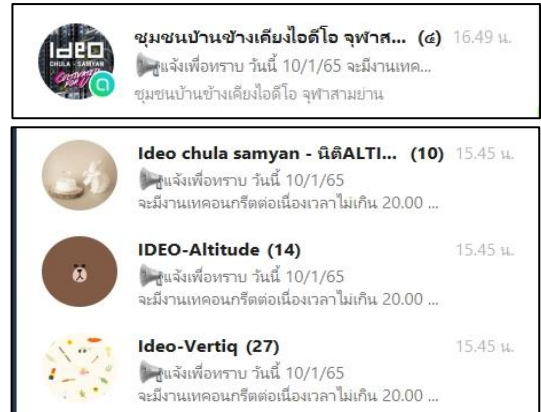 ชุมชนบ้านข้างเคียงไอดีโอ จุฬาส... (๔) 16.49 น.
แจ้งเพื่อทราบ วันนี้ 10/1/65 จะมีงานเทค...
ชุมชนบ้านข้างเคียงไอดีโอ จุฬาสามย่าน
IDEO
CHULA - SAMYAN
Ideo chula samyan - นิติALTI... (10) 15.45 น.
แจ้งเพื่อทราบ วันนี้ 10/1/65
จะมีงานเทคอนกรีตต่อเนื่องเวลาไม่เกิน 20.00 ...
IDEO-Altitude (14) 15.45 น.
แจ้งเพื่อทราบ วันนี้ 10/1/65
จะมีงานเทคอนกรีตต่อเนื่องเวลาไม่เกิน 20.00 ...
Ideo-Vertiq (27) 15.45 น.
แจ้งเพื่อทราบ วันนี้ 10/1/65
จะมีงานเทคอนกรีตต่อเนื่องเวลาไม่เกิน 20.00 ...